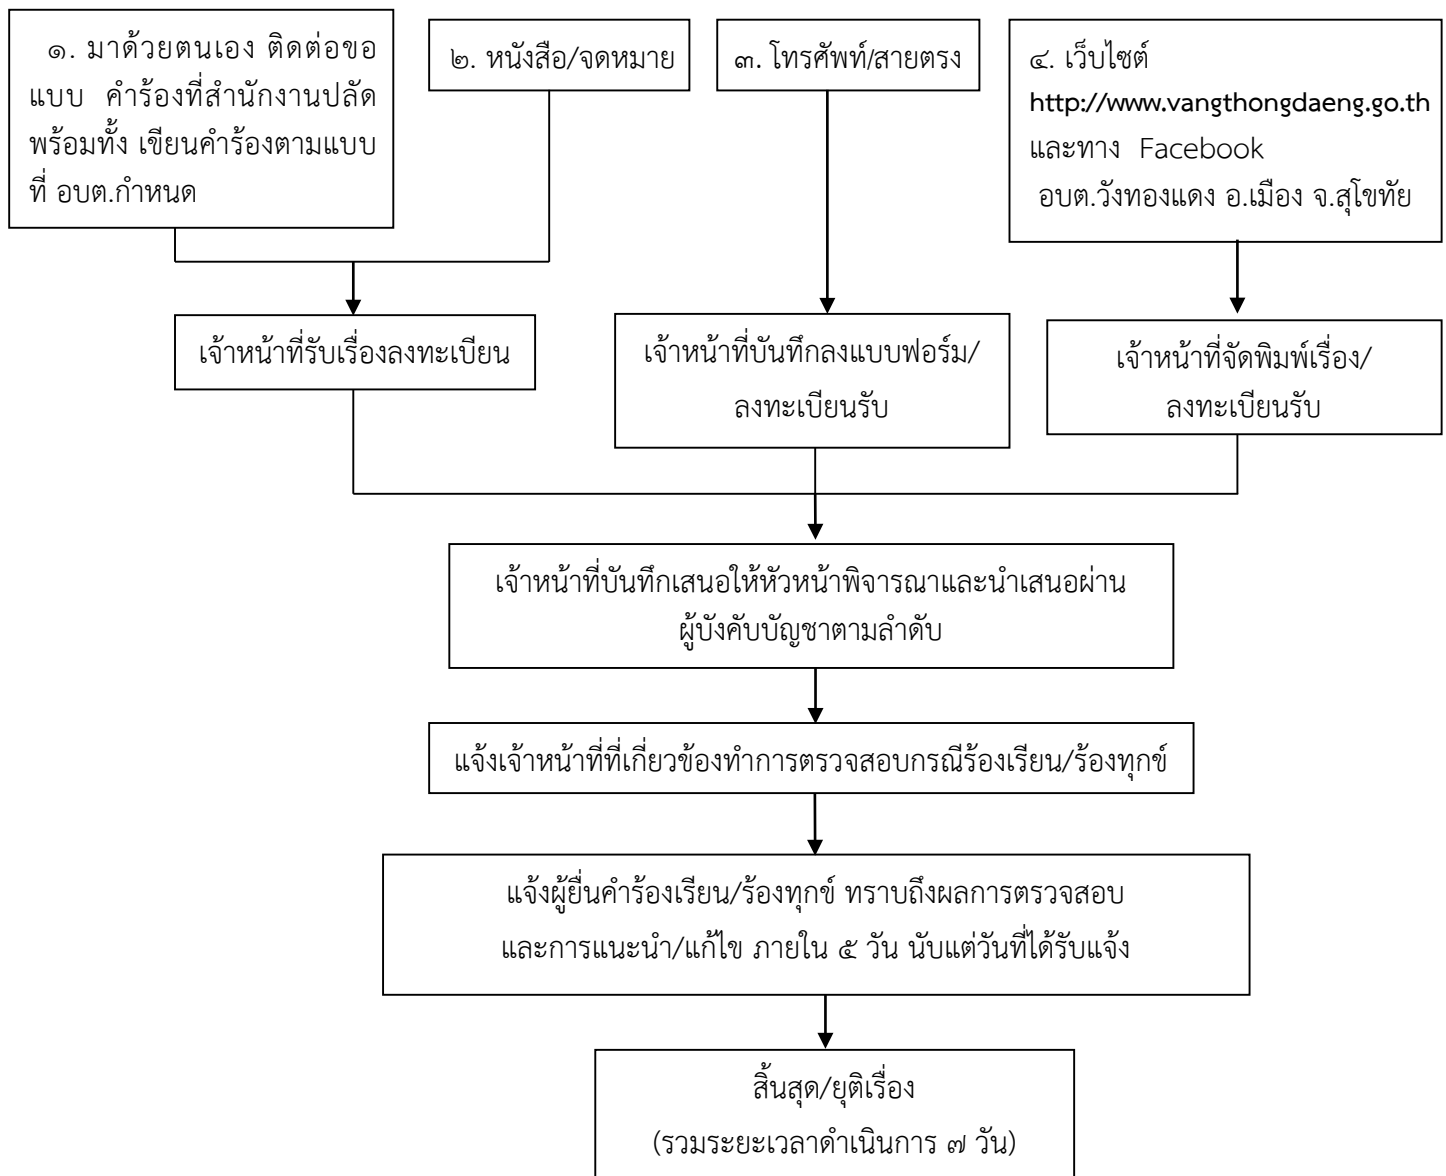 ๑. มาด้วยตนเอง ติดต่อขอ
แบบ คำร้องที่สำนักงานปลัด
พร้อมทั้ง เขียนคำร้องตามแบบ
ที่ อบต.กำหนด
๒. หนังสือ/จดหมาย
๓. โทรศัพท์/สายตรง
๔. เว็บไซต์
http://www.vangthongdaeng.go.th
และทาง Facebook
อบต.วังทองแดง อ.เมือง จ.สุโขทัย
เจ้าหน้าที่รับเรื่องลงทะเบียน
เจ้าหน้าที่บันทึกลงแบบฟอร์ม/
ลงทะเบียนรับ
เจ้าหน้าที่จัดพิมพ์เรื่อง/
ลงทะเบียนรับ
เจ้าหน้าที่บันทึกเสนอให้หัวหน้าพิจารณาและนำเสนอผ่าน
ผู้บังคับบัญชาตามลำดับ
แจ้งเจ้าหน้าที่ที่เกี่ยวข้องทำการตรวจสอบกรณีร้องเรียน/ร้องทุกข์
แจ้งผู้ยื่นคำร้องเรียน/ร้องทุกข์ ทราบถึงผลการตรวจสอบ
และการแนะนำ/แก้ไข ภายใน ๕ วัน นับแต่วันที่ได้รับแจ้ง
สิ้นสุด/ยุติเรื่อง
(รวมระยะเวลาดำเนินการ ๗ วัน)